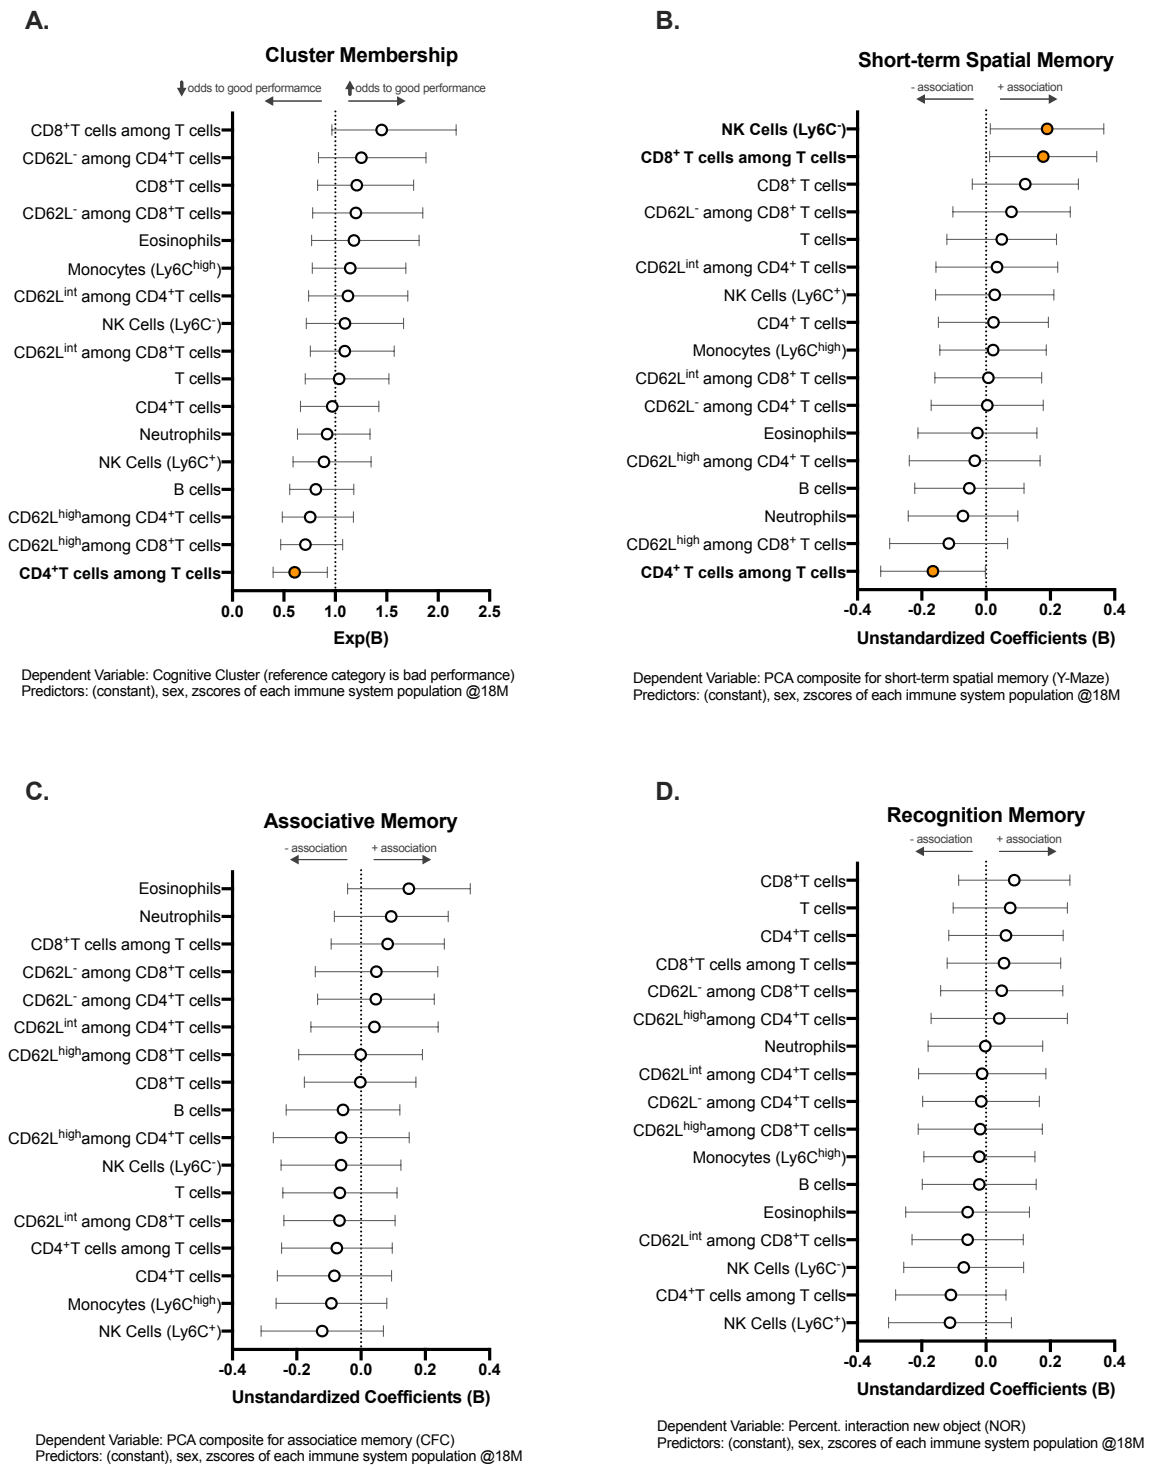 A.
Cluster Membership
odds to good performamce odds to good performance
CD8⁺T cells among T cells
CD62L⁻ among CD4⁺T cells
CD8⁺T cells
CD62L⁻ among CD8⁺T cells
Eosinophils
Monocytes (Ly6Cʰⁱᵍʰ)
CD62Lⁱⁿᵗ among CD4⁺T cells
NK Cells (Ly6C⁻)
CD62Lⁱⁿᵗ among CD8⁺T cells
T cells
CD4⁺T cells
Neutrophils
NK Cells (Ly6C⁺)
B cells
CD62Lʰⁱᵍʰamong CD4⁺T cells
CD62Lʰⁱᵍʰamong CD8⁺T cells
CD4⁺T cells among T cells
0.0 0.5 1.0 1.5 2.0 2.5
Exp(B)
Dependent Variable: Cognitive Cluster (reference category is bad performance)
Predictors: (constant), sex, zscores of each immune system population @18M
B.
Short-term Spatial Memory
- association + association
NK Cells (Ly6C⁻)
CD8⁺ T cells among T cells
CD8⁺ T cells
CD62L⁻ among CD8⁺ T cells
T cells
CD62Lⁱⁿᵗ among CD4⁺ T cells
NK Cells (Ly6C⁺)
CD4⁺ T cells
Monocytes (Ly6Cʰⁱᵍʰ)
CD62Lⁱⁿᵗ among CD8⁺ T cells
CD62L⁻ among CD4⁺ T cells
Eosinophils
CD62Lʰⁱᵍʰ among CD4⁺ T cells
B cells
Neutrophils
CD62Lʰⁱᵍʰ among CD8⁺ T cells
CD4⁺ T cells among T cells
-0.4 -0.2 0.0 0.2 0.4
Unstandardized Coefficients (B)
Dependent Variable: PCA composite for short-term spatial memory (Y-Maze)
Predictors: (constant), sex, zscores of each immune system population @18M
C.
Associative Memory
- association + association
Eosinophils
Neutrophils
CD8⁺T cells among T cells
CD62L⁻ among CD8⁺T cells
CD62L⁻ among CD4⁺T cells
CD62Lⁱⁿᵗ among CD4⁺T cells
CD62Lʰⁱᵍʰamong CD8⁺T cells
CD8⁺T cells
B cells
CD62Lʰⁱᵍʰamong CD4⁺T cells
NK Cells (Ly6C⁻)
T cells
CD62Lⁱⁿᵗ among CD8⁺T cells
CD4⁺T cells among T cells
CD4⁺T cells
Monocytes (Ly6Cʰⁱᵍʰ)
NK Cells (Ly6C⁺)
-0.4 -0.2 0.0 0.2 0.4
Unstandardized Coefficients (B)
Dependent Variable: PCA composite for associatice memory (CFC)
Predictors: (constant), sex, zscores of each immune system population @18M
D.
Recognition Memory
- association + association
CD8⁺T cells
T cells
CD4⁺T cells
CD8⁺T cells among T cells
CD62L⁻ among CD8⁺T cells
CD62Lʰⁱᵍʰamong CD4⁺T cells
Neutrophils
CD62Lⁱⁿᵗ among CD4⁺T cells
CD62L⁻ among CD4⁺T cells
CD62Lʰⁱᵍʰamong CD8⁺T cells
Monocytes (Ly6Cʰⁱᵍʰ)
B cells
Eosinophils
CD62Lⁱⁿᵗ among CD8⁺T cells
NK Cells (Ly6C⁻)
CD4⁺T cells among T cells
NK Cells (Ly6C⁺)
-0.4 -0.2 0.0 0.2 0.4
Unstandardized Coefficients (B)
Dependent Variable: Percent. interaction new object (NOR)
Predictors: (constant), sex, zscores of each immune system population @18M